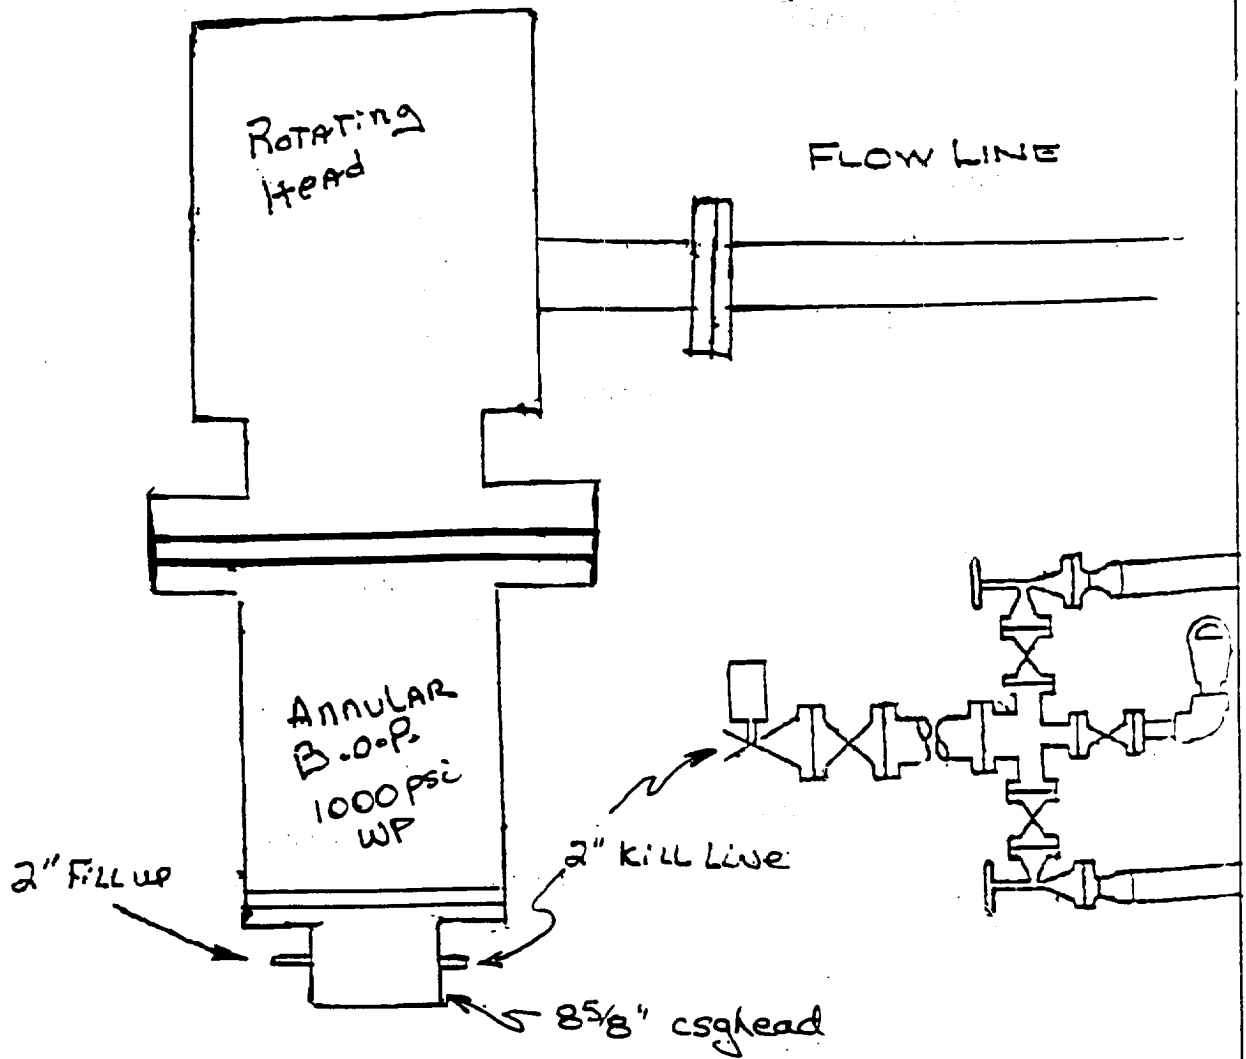 Rotating
Head
FLOW LINE
Annular
B.O.P.
1000 psi
WP
2" Fill up
2" Kill Line
8 5/8" csghead